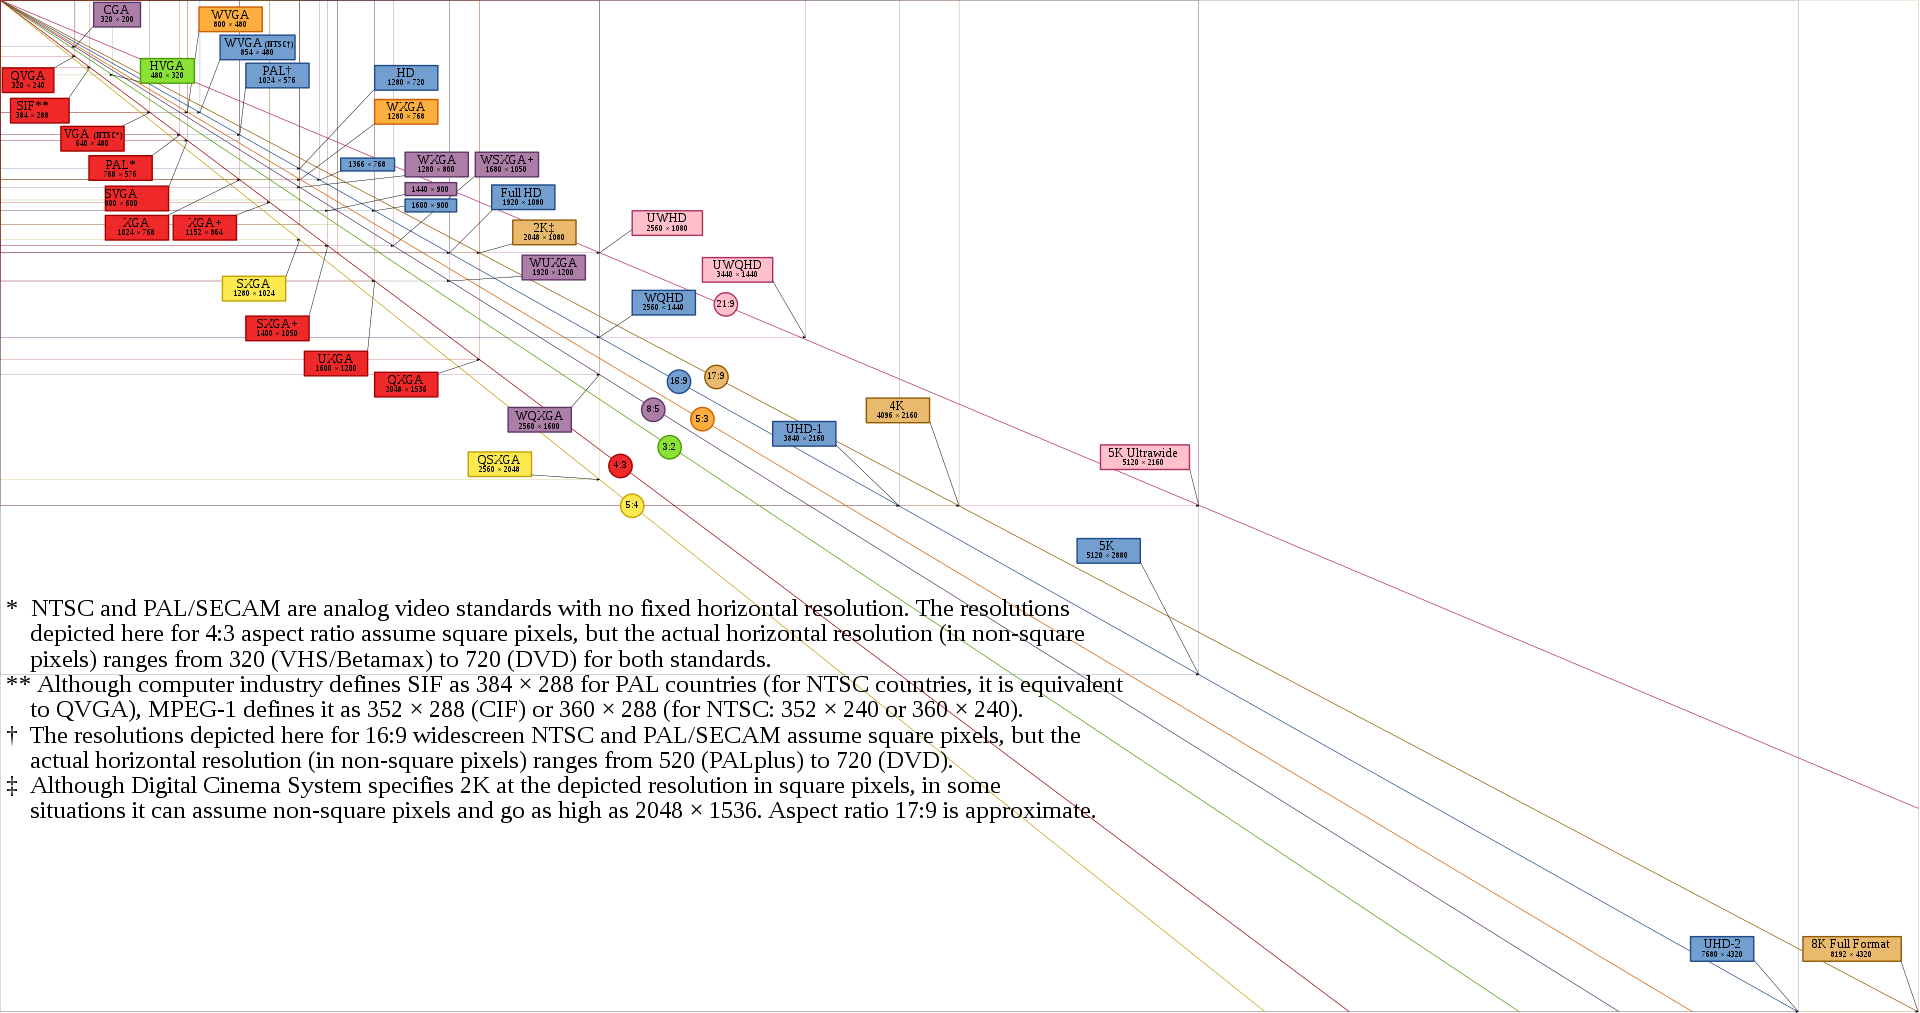 CGA
320 × 200
WVGA
800 × 480
WVGA (NTSC†)
854 × 480
HVGA
480 × 320
PAL†
1024 × 576
HD
1280 × 720
QVGA
320 × 240
SIF**
384 × 288
WXGA
1280 × 768
VGA (NTSC*)
640 × 480
PAL*
768 × 576
1366 × 768
WXGA
1280 × 800
WSXGA+
1680 × 1050
SVGA
800 × 600
1440 × 900
1600 × 900
Full HD
1920 × 1080
XGA
1024 × 768
XGA+
1152 × 864
2K‡
2048 × 1080
UWHD
2560 × 1080
WUXGA
1920 × 1200
UWQHD
3440 × 1440
SXGA
1280 × 1024
WQHD
2560 × 1440
21:9
SXGA+
1400 × 1050
UXGA
1600 × 1200
QXGA
2048 × 1536
16:9
17:9
8:5
5:3
WQXGA
2560 × 1600
4K
4096 × 2160
UHD-1
3840 × 2160
3:2
QSXGA
2560 × 2048
4:3
5K Ultrawide
5120 × 2160
5:4
5K
5120 × 2880
* NTSC and PAL/SECAM are analog video standards with no fixed horizontal resolution. The resolutions
depicted here for 4:3 aspect ratio assume square pixels, but the actual horizontal resolution (in non-square
pixels) ranges from 320 (VHS/Betamax) to 720 (DVD) for both standards.
** Although computer industry defines SIF as 384 × 288 for PAL countries (for NTSC countries, it is equivalent
to QVGA), MPEG-1 defines it as 352 × 288 (CIF) or 360 × 288 (for NTSC: 352 × 240 or 360 × 240).
† The resolutions depicted here for 16:9 widescreen NTSC and PAL/SECAM assume square pixels, but the
actual horizontal resolution (in non-square pixels) ranges from 520 (PALplus) to 720 (DVD).
‡ Although Digital Cinema System specifies 2K at the depicted resolution in square pixels, in some
situations it can assume non-square pixels and go as high as 2048 × 1536. Aspect ratio 17:9 is approximate.
UHD-2
7680 × 4320
8K Full Format
8192 × 4320